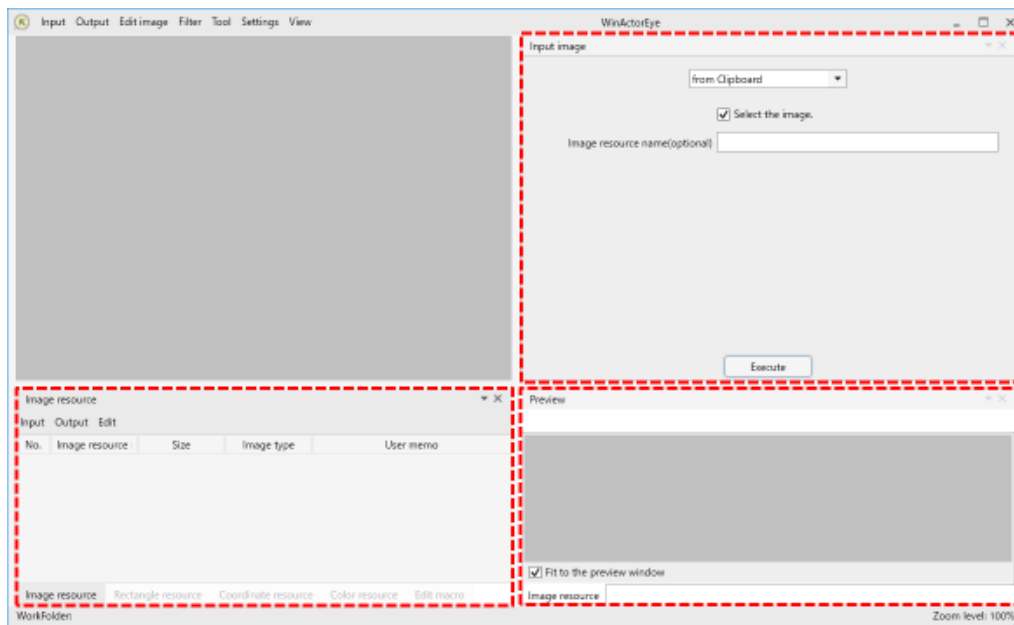 Input Output Edit image Filter Tool Settings View WinActorEye
Input image
from Clipboard
Select the image.
Image resource name(optional)
Execute
Image resource
Input Output Edit
No. Image resource Size Image type User memo
Image resource Rectangle resource Coordinate resource Color resource Edit macro
Preview
Fit to the preview window
Image resource
WorkFolder: Zoom level: 100%